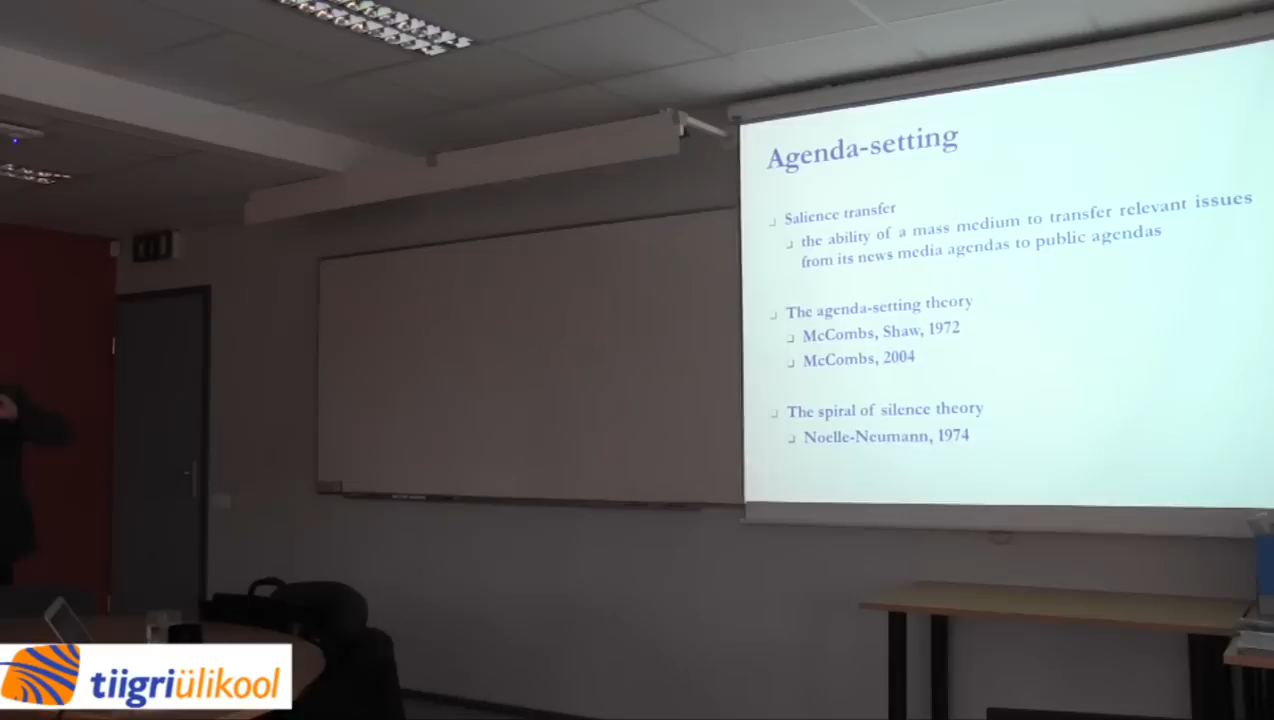 Agenda-setting
Salience transfer
the ability of a mass medium to transfer relevant issues
from its news media agendas to public agendas
The agenda-setting theory
McCombs, Shaw, 1972
McCombs, 2004
The spiral of silence theory
Noelle-Neumann, 1974
tiigriülikool